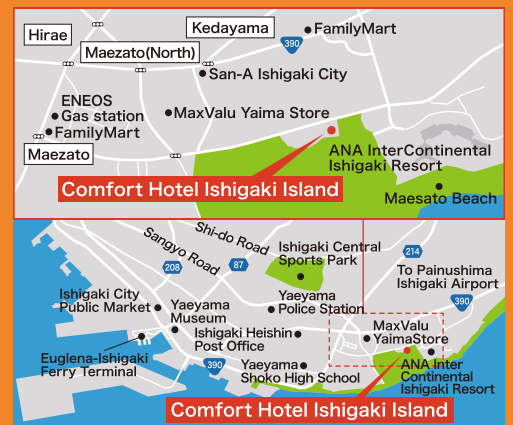 Kedayama
FamilyMart
Hirae
390
Maezato(North)
San-A Ishigaki City
ENEOS
Gas station
MaxValu Yaima Store
FamilyMart
Maezato
ANA InterContinental
Ishigaki Resort
Comfort Hotel Ishigaki Island
Maesato Beach
Shi-do Road
Sangyo Road
Ishigaki Central
Sports Park
214
208
87
To Painushima
Ishigaki Airport
Ishigaki City
Public Market
Yaeyama
Museum
Yaeyama
Police Station
390
Ishigaki Heishin
Post Office
MaxValu
YaimaStore
Euglena-Ishigaki
Ferry Terminal
390
Yaeyama
Shoko High School
ANA Inter
Continental
Ishigaki Resort
Comfort Hotel Ishigaki Island